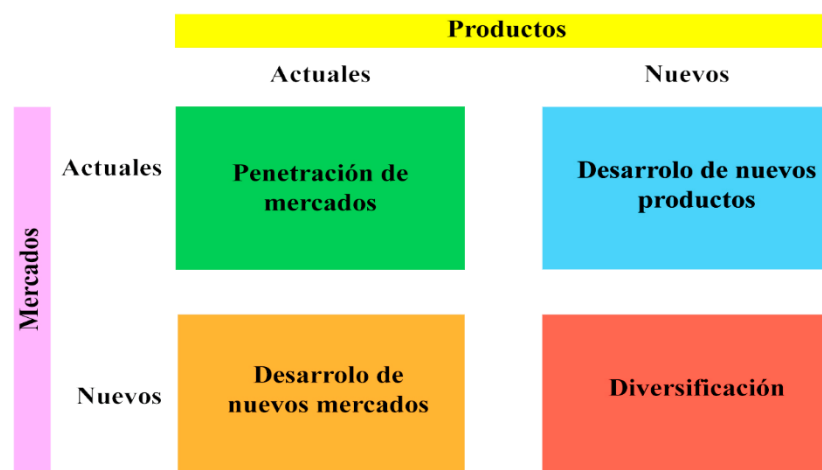 Productos
Actuales
Nuevos
Mercados
Actuales
Penetración de
mercados
Desarrolo de nuevos
productos
Nuevos
Desarrolo de
nuevos mercados
Diversificación